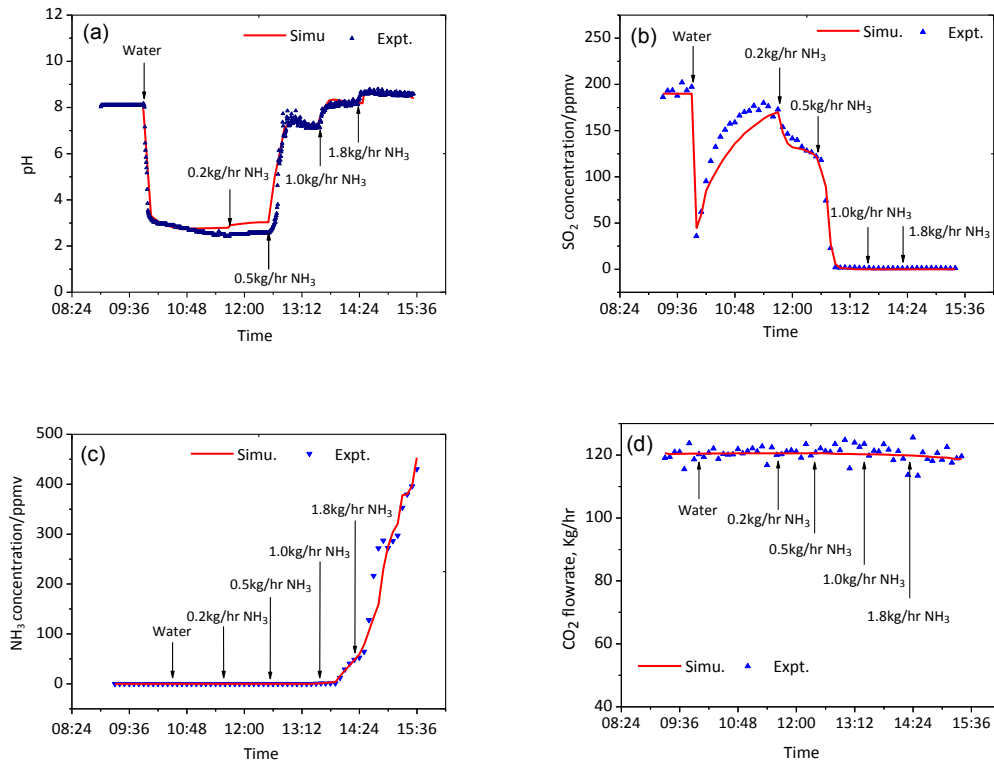 (a)
Simu
Expt.
Water
0.2kg/hr NH3
1.0kg/hr NH3
1.8kg/hr NH3
0.5kg/hr NH3
pH
12
10
8
6
4
2
0
08:24 09:36 10:48 12:00 13:12 14:24 15:36
Time
(b)
Simu.
Expt.
Water
0.2kg/hr NH3
0.5kg/hr NH3
1.0kg/hr NH3
1.8kg/hr NH3
SO2 concentration/ppmv
250
200
150
100
50
0
08:24 09:36 10:48 12:00 13:12 14:24 15:36
Time
(c)
Simu.
Expt.
1.8kg/hr NH3
1.0kg/hr NH3
0.5kg/hr NH3
0.2kg/hr NH3
Water
NH3 concentration/ppmv
500
400
300
200
100
0
08:24 09:36 10:48 12:00 13:12 14:24 15:36
Time
(d)
Water
0.2kg/hr NH3
0.5kg/hr NH3
1.0kg/hr NH3
1.8kg/hr NH3
Simu.
Expt.
CO2 flowrate, Kg/hr
140
120
100
80
60
40
08:24 09:36 10:48 12:00 13:12 14:24 15:36
Time